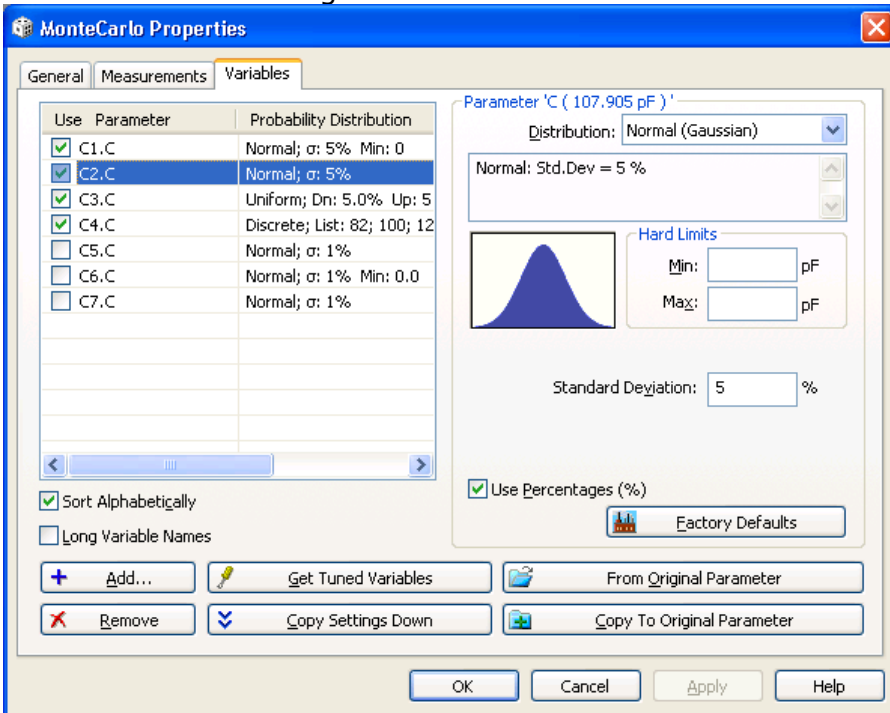 MonteCarlo Properties
General Measurements Variables
Use Parameter Probability Distribution
C1.C Normal; σ: 5% Min: 0
C2.C Normal; σ: 5%
C3.C Uniform; Dn: 5.0% Up: 5
C4.C Discrete; List: 82; 100; 12
C5.C Normal; σ: 1%
C6.C Normal; σ: 1% Min: 0.0
C7.C Normal; σ: 1%
Sort Alphabetically
Long Variable Names
Parameter 'C ( 107.905 pF ) '
Distribution: Normal (Gaussian)
Normal: Std.Dev = 5 %
Hard Limits
Min: pF
Max: pF
Standard Deviation: 5 %
Use Percentages (%)
Factory Defaults
+ Add... Get Tuned Variables From Original Parameter
Remove Copy Settings Down Copy To Original Parameter
OK Cancel Apply Help